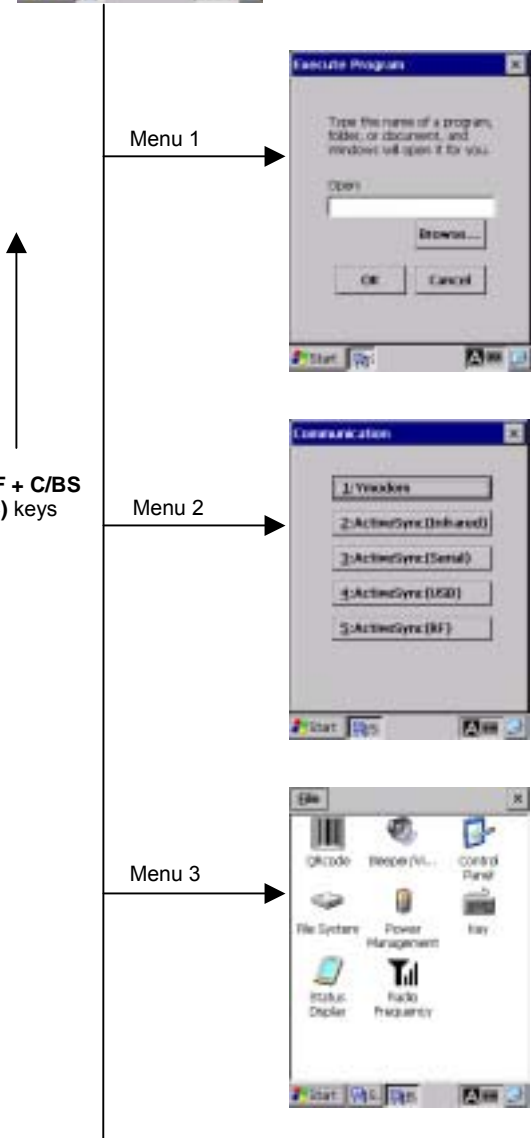 Menu 1
Execute Program
Type the name of a program,
folder, or document, and
Windows will open it for you.
Open:
Browse...
OK
Cancel
Start
F + C/BS
) keys
Menu 2
Communication
1:Ymodem
2:ActiveSync(Infrared)
3:ActiveSync(Serial)
4:ActiveSync(USB)
5:ActiveSync(RF)
Start
Menu 3
File
QRcode
Beeper/Vi...
Control
Panel
File System
Power
Management
Key
Status
Display
Radio
Frequency
Start